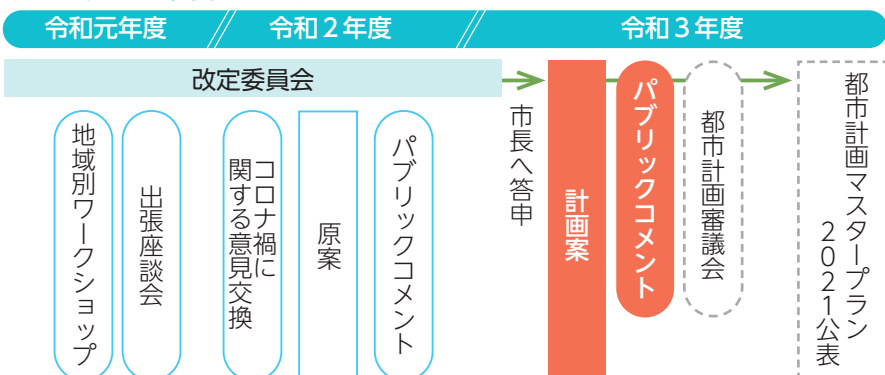 令和元年度
令和２年度
令和３年度
改定委員会
地域別ワークショップ
出張座談会
コロナ禍に
関する意見交換
原案
パブリックコメント
市長へ答申
計画案
パブリックコメント
都市計画審議会
都市計画マスタープラン
２０２１公表